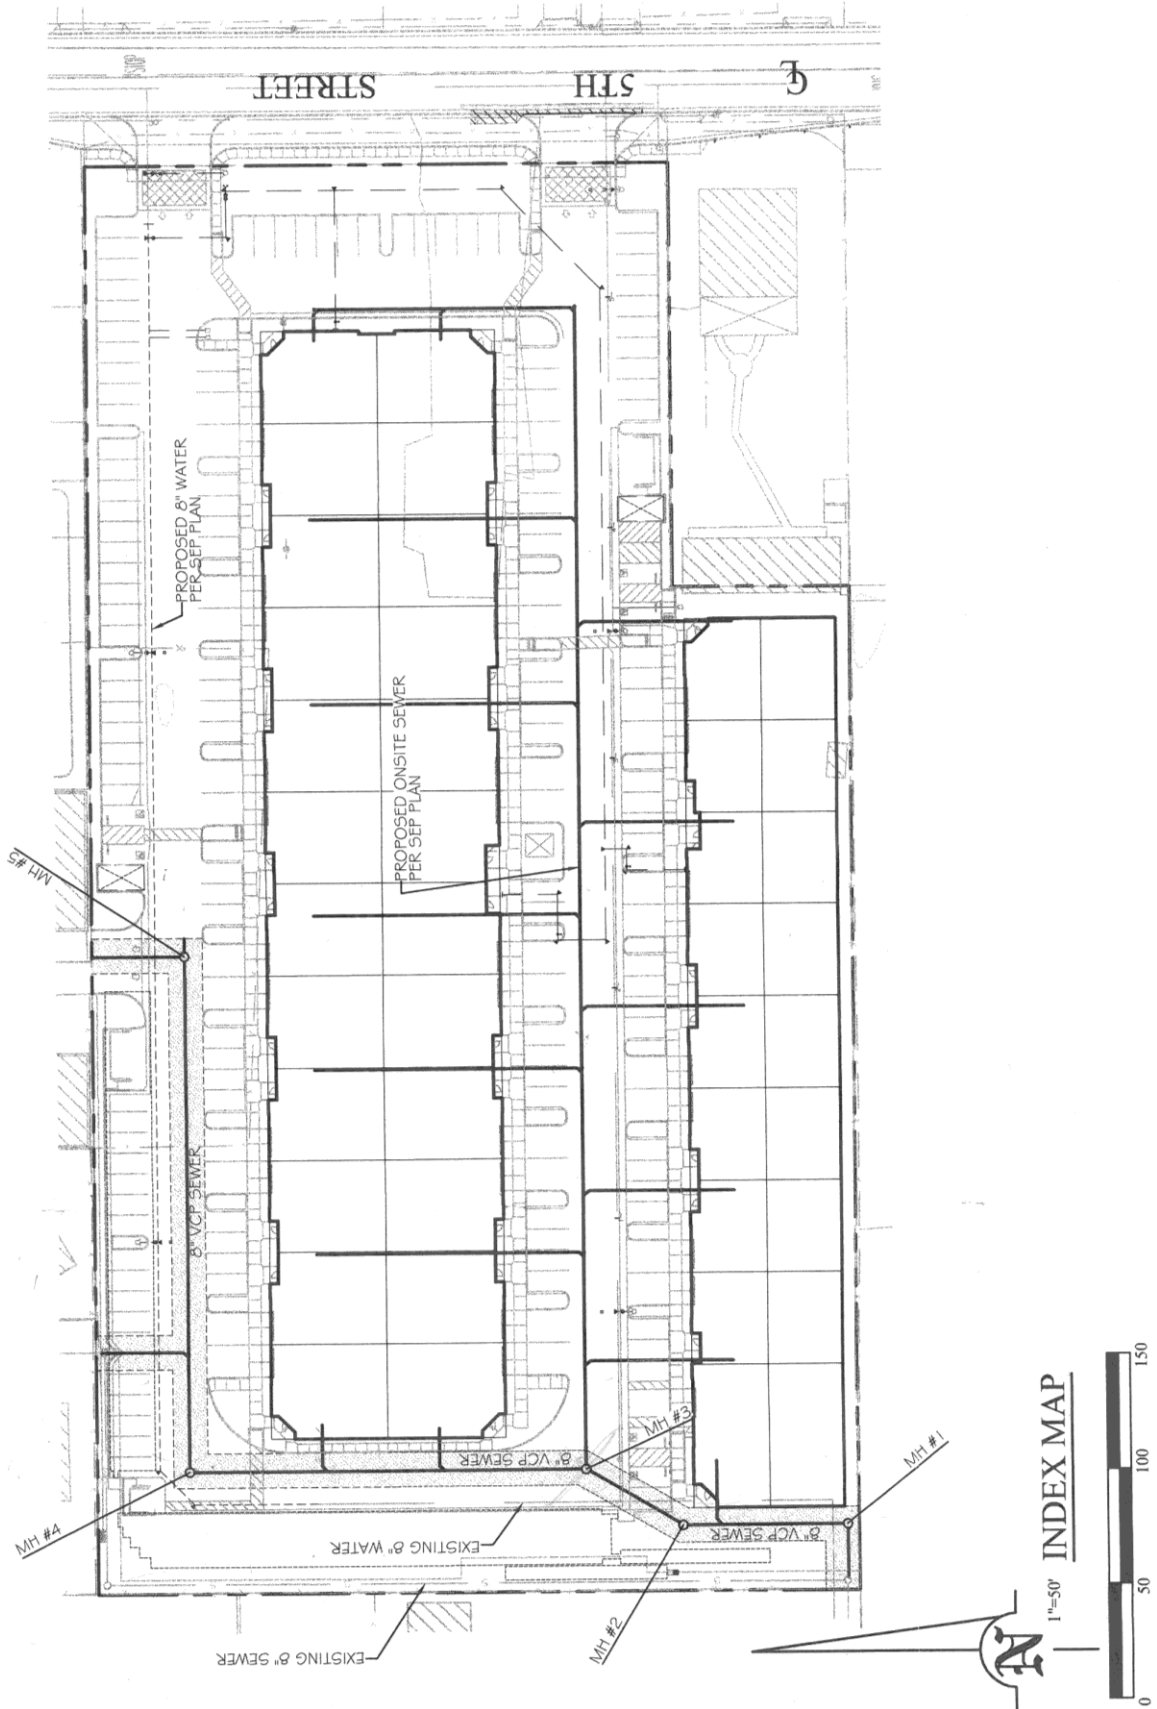 STREET
5TH
℄
PROPOSED 8" WATER
PER SEP PLAN
PROPOSED ONSITE SEWER
PER SEP PLAN
MH #5
8" VCP SEWER
8" VCP SEWER
MH #3
MH #4
EXISTING 8" WATER
8" VCP SEWER
MH #1
MH #2
EXISTING 8" SEWER
N
INDEX MAP
1"=50'
0 50 100 150